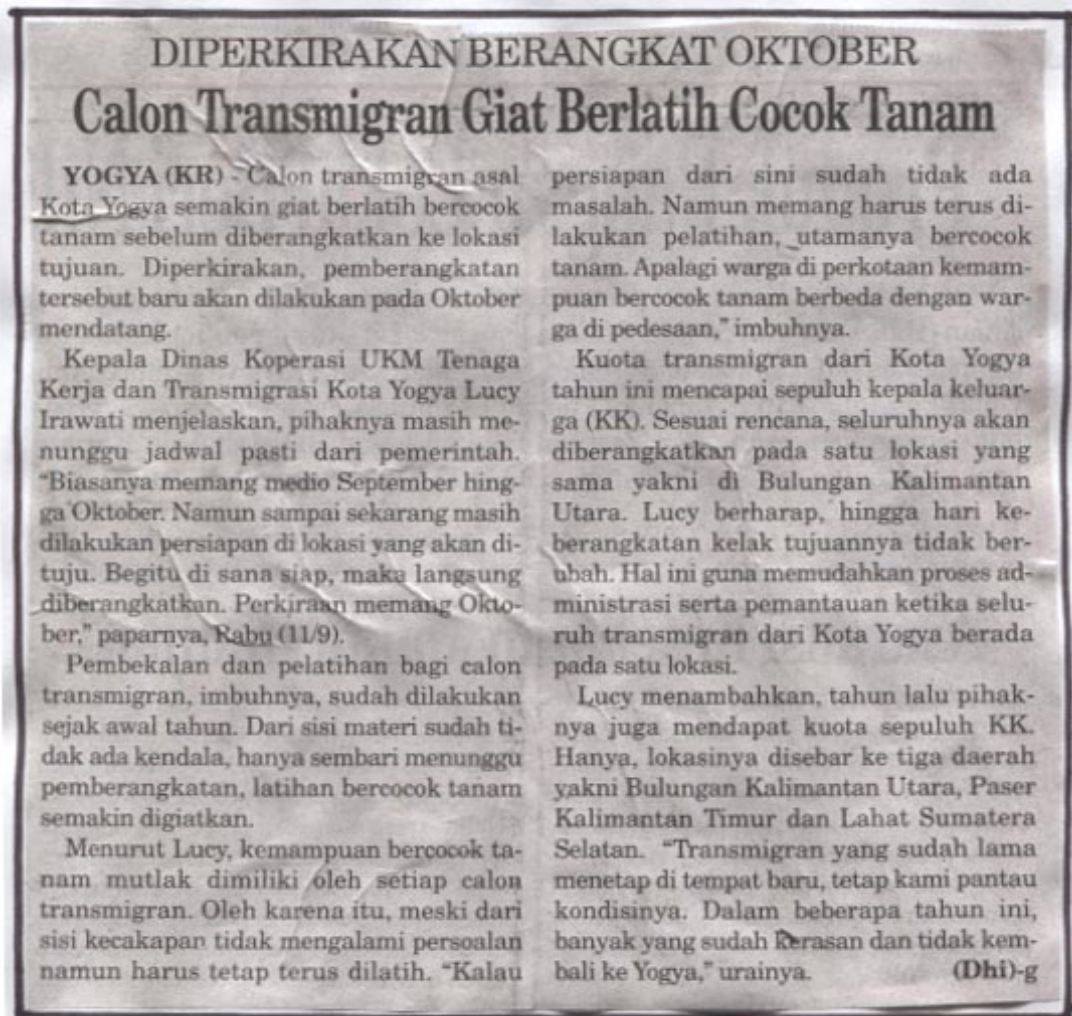 DIPERKIRAKAN BERANGKAT OKTOBER
Calon Transmigran Giat Berlatih Cocok Tanam
YOGYA (KR) - Calon transmigran asal
Kota Yogya semakin giat berlatih bercocok
tanam sebelum diberangkatkan ke lokasi
tujuan. Diperkirakan, pemberangkatan
tersebut baru akan dilakukan pada Oktober
mendatang.
Kepala Dinas Koperasi UKM Tenaga
Kerja dan Transmigrasi Kota Yogya Lucy
Irawati menjelaskan, pihaknya masih me-
nunggu jadwal pasti dari pemerintah.
"Biasanya memang medio September hing-
ga Oktober. Namun sampai sekarang masih
dilakukan persiapan di lokasi yang akan di-
tuju. Begitu di sana siap, maka langsung
diberangkatkan. Perkiraan memang Okto-
ber," paparnya, Rabu (11/9).
Pembekalan dan pelatihan bagi calon
transmigran, imbuhnya, sudah dilakukan
sejak awal tahun. Dari sisi materi sudah ti-
dak ada kendala, hanya sembari menunggu
pemberangkatan, latihan bercocok tanam
semakin digiatkan.
Menurut Lucy, kemampuan bercocok ta-
nam mutlak dimiliki oleh setiap calon
transmigran. Oleh karena itu, meski dari
sisi kecakapan tidak mengalami persoalan
namun harus tetap terus dilatih. "Kalau
persiapan dari sini sudah tidak ada
masalah. Namun memang harus terus di-
lakukan pelatihan, utamanya bercocok
tanam. Apalagi warga di perkotaan kemam-
puan bercocok tanam berbeda dengan war-
ga di pedesaan," imbuhnya.
Kuota transmigran dari Kota Yogya
tahun ini mencapai sepuluh kepala keluar-
ga (KK). Sesuai rencana, seluruhnya akan
diberangkatkan pada satu lokasi yang
sama yakni di Bulungan Kalimantan
Utara. Lucy berharap, hingga hari ke-
berangkatan kelak tujuannya tidak ber-
ubah. Hal ini guna memudahkan proses ad-
ministrasi serta pemantauan ketika selu-
ruh transmigran dari Kota Yogya berada
pada satu lokasi.
Lucy menambahkan, tahun lalu pihak-
nya juga mendapat kuota sepuluh KK.
Hanya, lokasinya disebar ke tiga daerah
yakni Bulungan Kalimantan Utara, Paser
Kalimantan Timur dan Lahat Sumatera
Selatan. "Transmigran yang sudah lama
menetap di tempat baru, tetap kami pantau
kondisinya. Dalam beberapa tahun ini,
banyak yang sudah kerasan dan tidak kem-
bali ke Yogya," urainya. (Dhi)-g